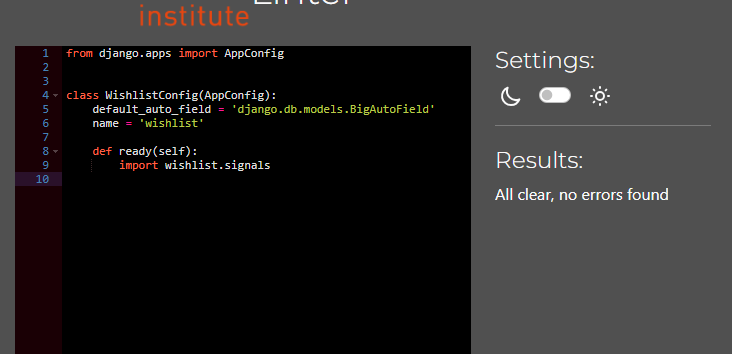 institute
1 from django.apps import AppConfig
2
3
4 class WishlistConfig(AppConfig):
5     default_auto_field = 'django.db.models.BigAutoField'
6     name = 'wishlist'
7
8     def ready(self):
9         import wishlist.signals
10
Settings:
Results:
All clear, no errors found